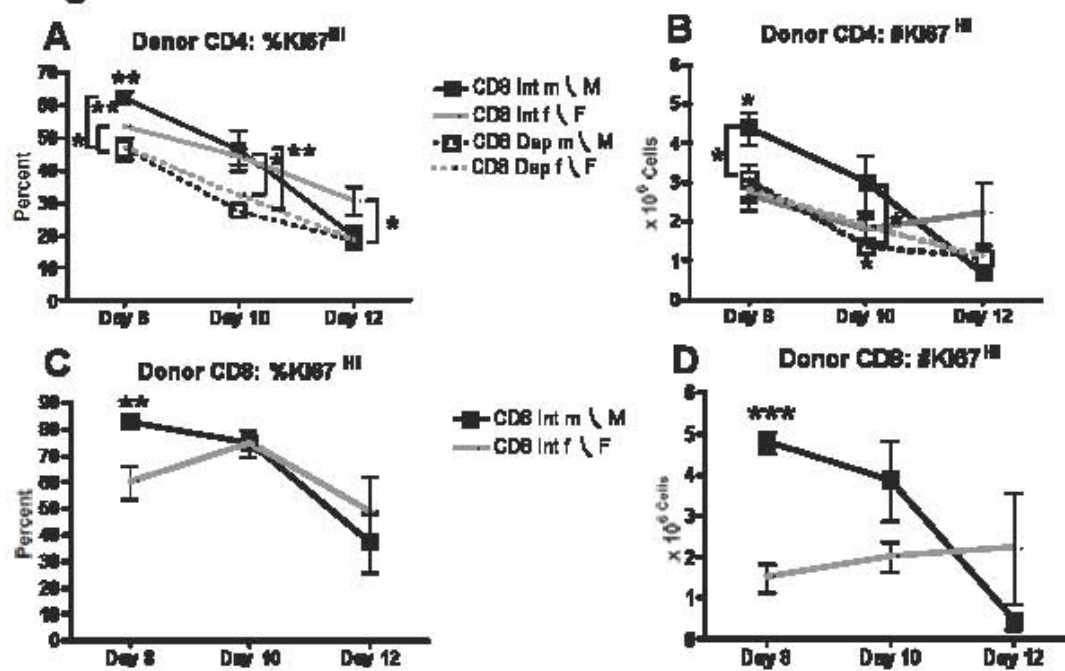 A
Donor CD4: %Ki67 HI
Percent
70
60
50
40
30
20
10
0
**
**
*
*
**
*
Day 8
Day 10
Day 12
CD8 Int m \ M
CD8 Int f \ F
CD8 Dep m \ M
CD8 Dep f \ F
B
Donor CD4: #Ki67 HI
x 10⁶ Cells
6
5
4
3
2
1
0
*
*
*
*
Day 8
Day 10
Day 12
C
Donor CD8: %Ki67 HI
Percent
90
80
70
60
50
40
30
20
10
0
**
Day 8
Day 10
Day 12
CD8 Int m \ M
CD8 Int f \ F
D
Donor CD8: #Ki67 HI
x 10⁶ Cells
6
5
4
3
2
1
0
***
Day 8
Day 10
Day 12